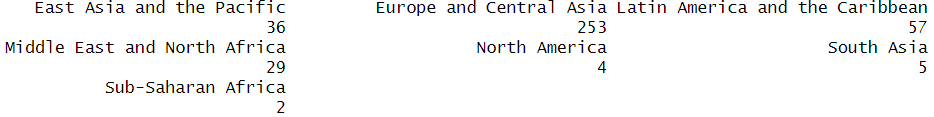 East Asia and the Pacific Europe and Central Asia Latin America and the Caribbean
36 253 57
Middle East and North Africa North America South Asia
29 4 5
Sub-Saharan Africa
2